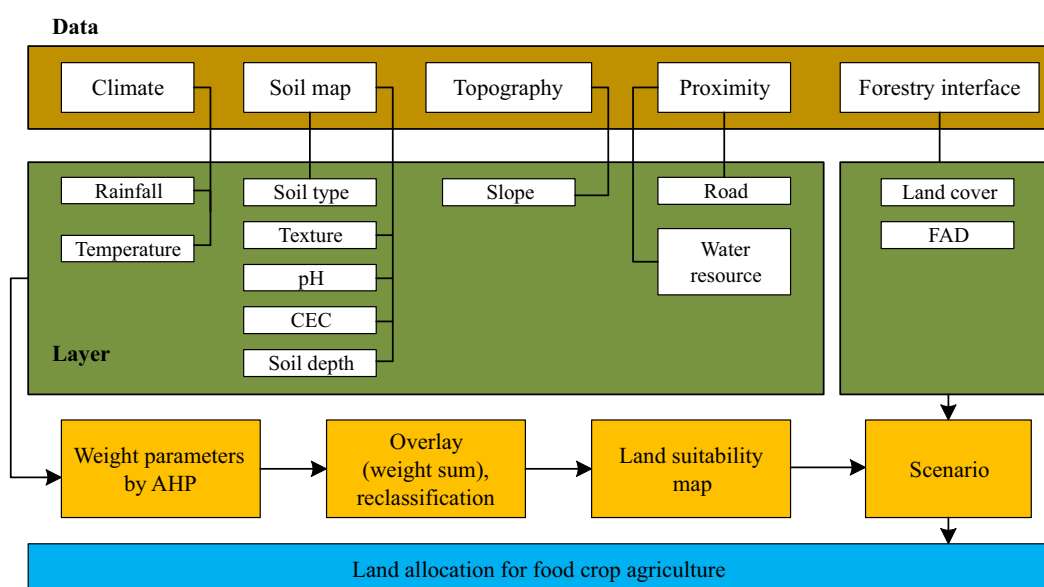 Data
Climate
Soil map
Topography
Proximity
Forestry interface
Rainfall
Soil type
Slope
Road
Land cover
Temperature
Texture
Water
resource
FAD
pH
CEC
Soil depth
Layer
Weight parameters
by AHP
Overlay
(weight sum),
reclassification
Land suitability
map
Scenario
Land allocation for food crop agriculture